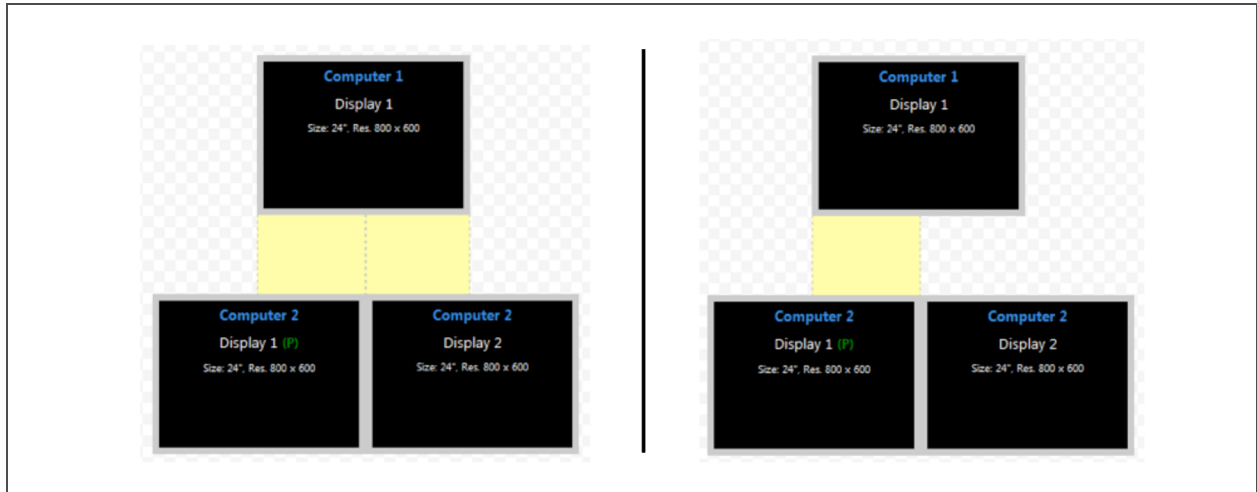 Computer 1
Display 1
Size: 24", Res. 800 x 600
Computer 2
Display 1 (P)
Size: 24", Res. 800 x 600
Computer 2
Display 2
Size: 24", Res. 800 x 600
Computer 1
Display 1
Size: 24", Res. 800 x 600
Computer 2
Display 1 (P)
Size: 24", Res. 800 x 600
Computer 2
Display 2
Size: 24", Res. 800 x 600